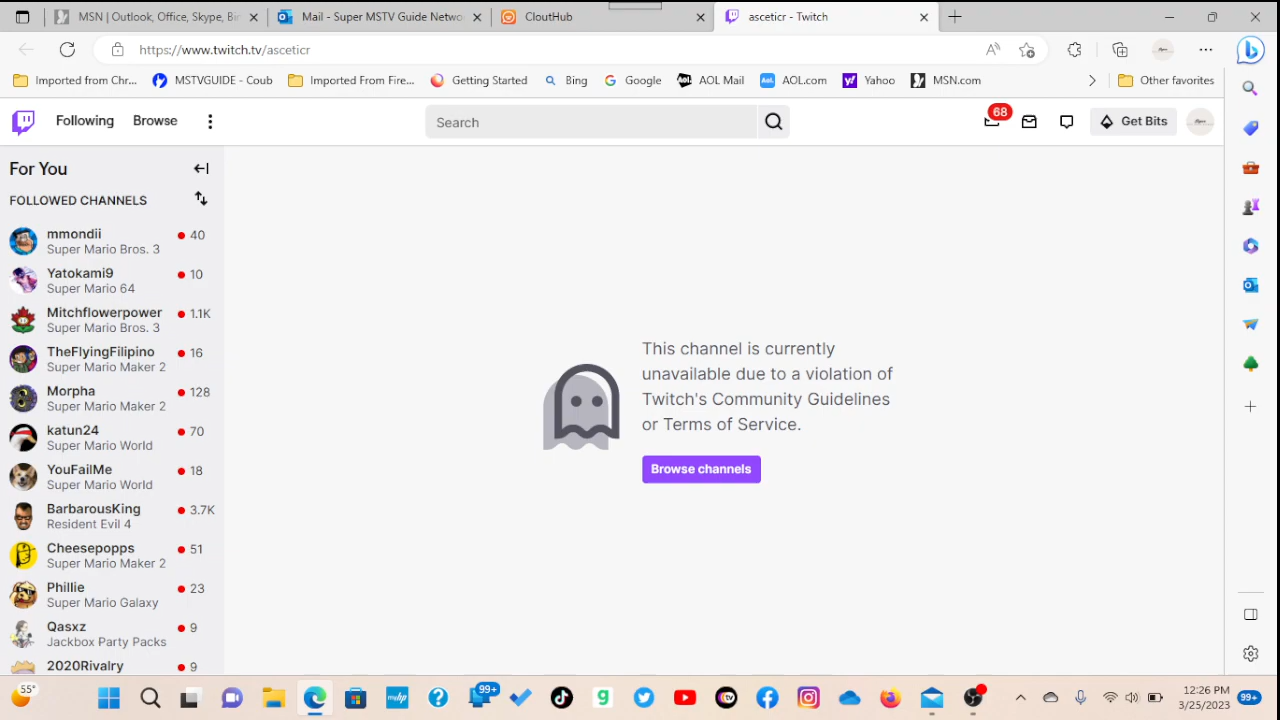 MSN | Outlook, Office, Skype, Bin
Mail - Super MSTV Guide Netwo
CloutHub
asceticr - Twitch
https://www.twitch.tv/asceticr
Imported from Chr...
MSTVGUIDE - Coub
Imported From Fire...
Getting Started
Bing
Google
AOL Mail
AOL.com
Yahoo
MSN.com
Other favorites
Following
Browse
Search
68
Get Bits
For You
FOLLOWED CHANNELS
mmondii
Super Mario Bros. 3
40
Yatokami9
Super Mario 64
10
Mitchflowerpower
Super Mario Bros. 3
1.1K
TheFlyingFilipino
Super Mario Maker 2
16
Morpha
Super Mario Maker 2
128
katun24
Super Mario World
70
YouFailMe
Super Mario World
18
BarbarousKing
Resident Evil 4
3.7K
Cheesepopps
Super Mario Maker 2
51
Phillie
Super Mario Galaxy
23
Qasxz
Jackbox Party Packs
9
2020Rivalry
9
This channel is currently
unavailable due to a violation of
Twitch's Community Guidelines
or Terms of Service.
Browse channels
55°
99+
12:26 PM
3/25/2023
99+